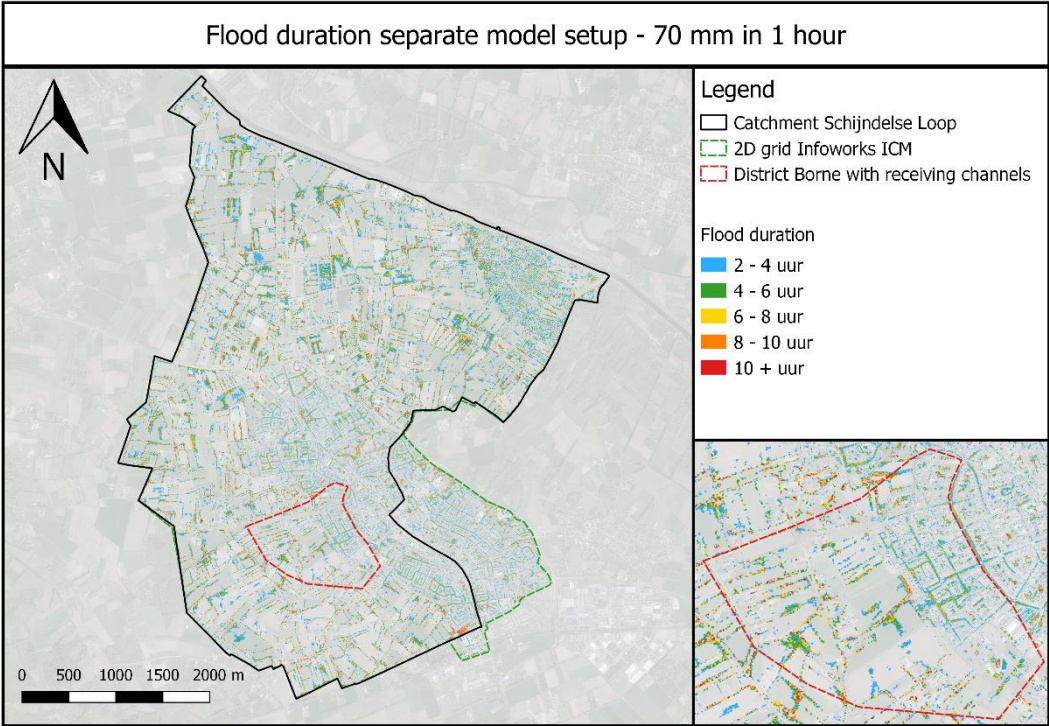 Flood duration separate model setup - 70 mm in 1 hour
N
0 500 1000 1500 2000 m
Legend
Catchment Schijndelse Loop
2D grid Infoworks ICM
District Borne with receiving channels
Flood duration
2 - 4 uur
4 - 6 uur
6 - 8 uur
8 - 10 uur
10 + uur